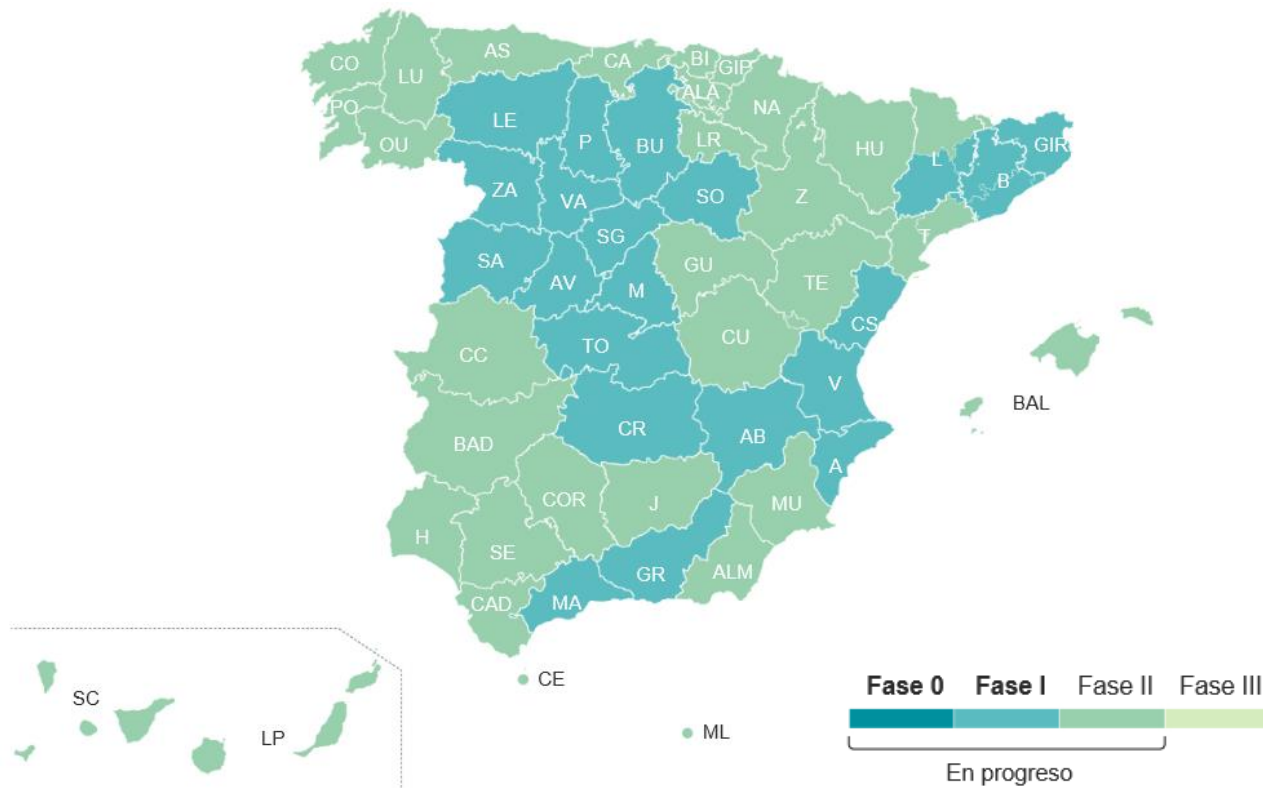 CO
LU
AS
CA
BI
GIP
ALA
NA
PO
OU
LE
P
BU
LR
HU
L
GIR
B
ZA
VA
SO
Z
T
SG
SA
AV
M
GU
TE
CS
TO
CU
CC
V
BAL
BAD
CR
AB
A
COR
J
MU
H
SE
GR
ALM
CAD
MA
CE
SC
LP
ML
Fase 0 Fase I Fase II Fase III
En progreso